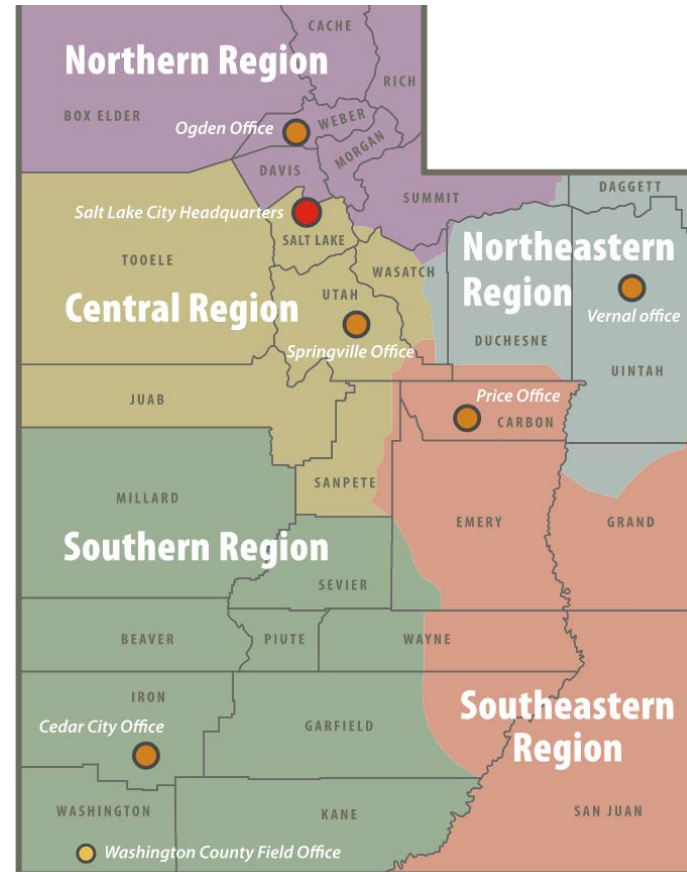 CACHE
Northern Region
RICH
BOX ELDER
WEBER
Ogden Office
MORGAN
DAVIS
SUMMIT
DAGGETT
Salt Lake City Headquarters
SALT LAKE
Northeastern
Region
TOOELE
WASATCH
UTAH
Central Region
Vernal office
DUCHESNE
Springville Office
UINTAH
JUAB
Price Office
CARBON
SANPETE
MILLARD
EMERY
GRAND
Southern Region
SEVIER
BEAVER
PIUTE
WAYNE
IRON
Southeastern
Region
Cedar City Office
GARFIELD
WASHINGTON
KANE
SAN JUAN
Washington County Field Office